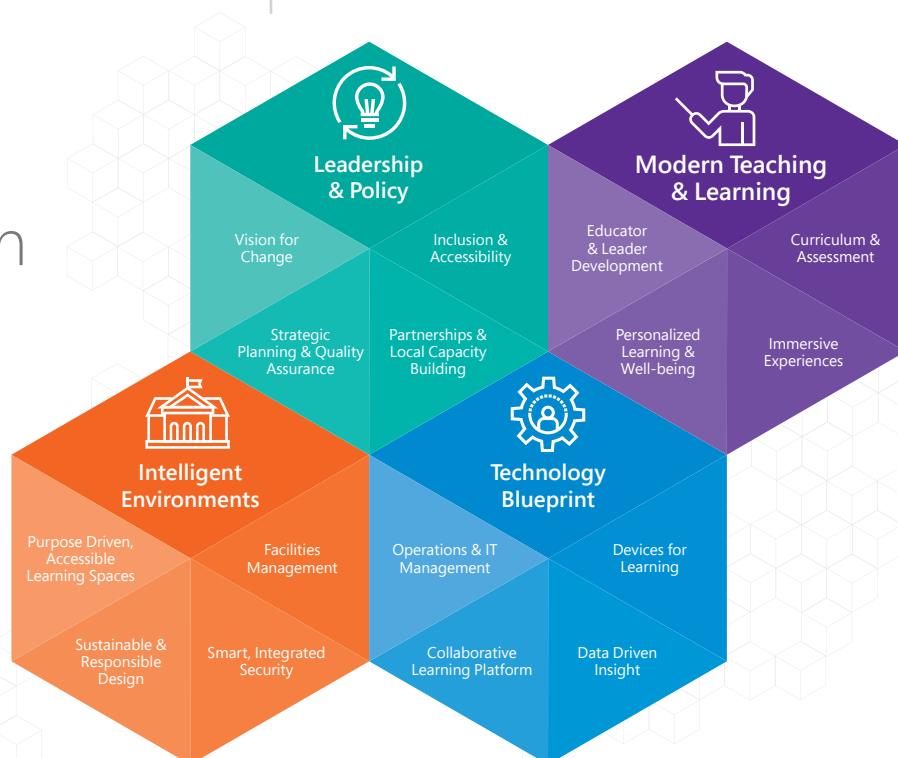 Leadership
& Policy
Vision for
Change
Inclusion &
Accessibility
Strategic
Planning & Quality
Assurance
Partnerships &
Local Capacity
Building
Modern Teaching
& Learning
Educator
& Leader
Development
Curriculum &
Assessment
Personalized
Learning &
Well-being
Immersive
Experiences
Intelligent
Environments
Purpose Driven,
Accessible
Learning Spaces
Facilities
Management
Sustainable &
Responsible
Design
Smart, Integrated
Security
Technology
Blueprint
Operations & IT
Management
Devices for
Learning
Collaborative
Learning Platform
Data Driven
Insight